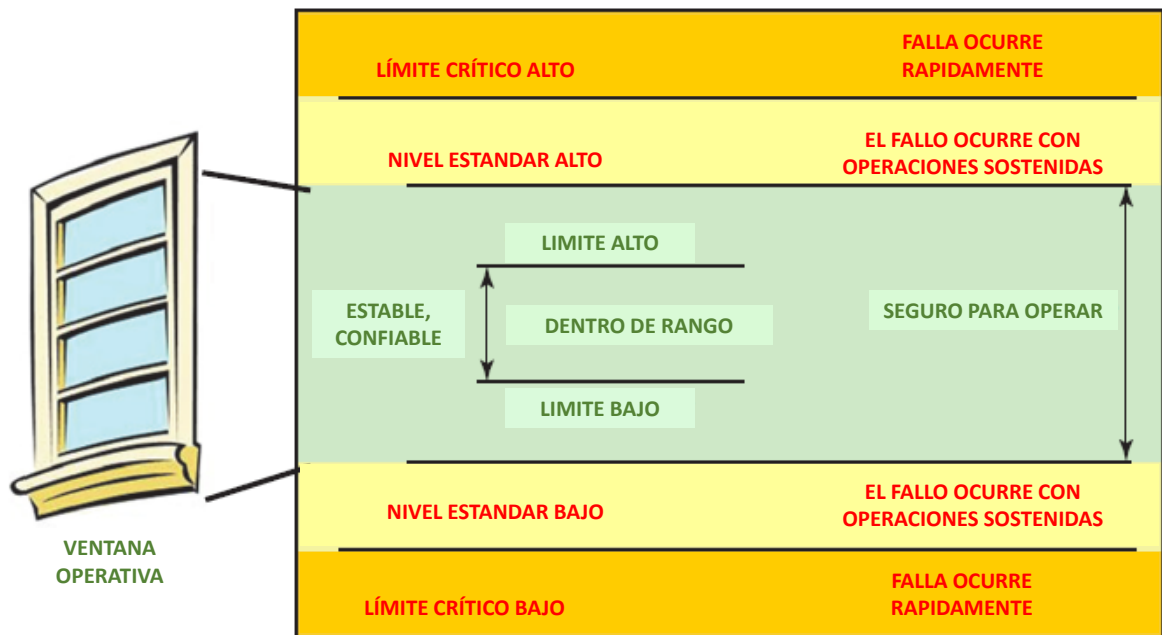 LÍMITE CRÍTICO ALTO
FALLA OCURRE
RAPIDAMENTE
NIVEL ESTANDAR ALTO
EL FALLO OCURRE CON
OPERACIONES SOSTENIDAS
LIMITE ALTO
ESTABLE,
CONFIABLE
DENTRO DE RANGO
SEGURO PARA OPERAR
LIMITE BAJO
NIVEL ESTANDAR BAJO
EL FALLO OCURRE CON
OPERACIONES SOSTENIDAS
VENTANA
OPERATIVA
LÍMITE CRÍTICO BAJO
FALLA OCURRE
RAPIDAMENTE